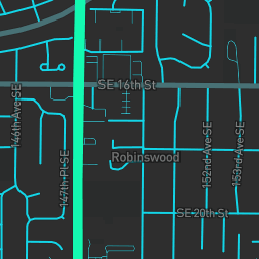 SE 16th St
146th Ave SE
147th Pl SE
Robinswood
152nd Ave SE
153rd Ave SE
SE 20th St